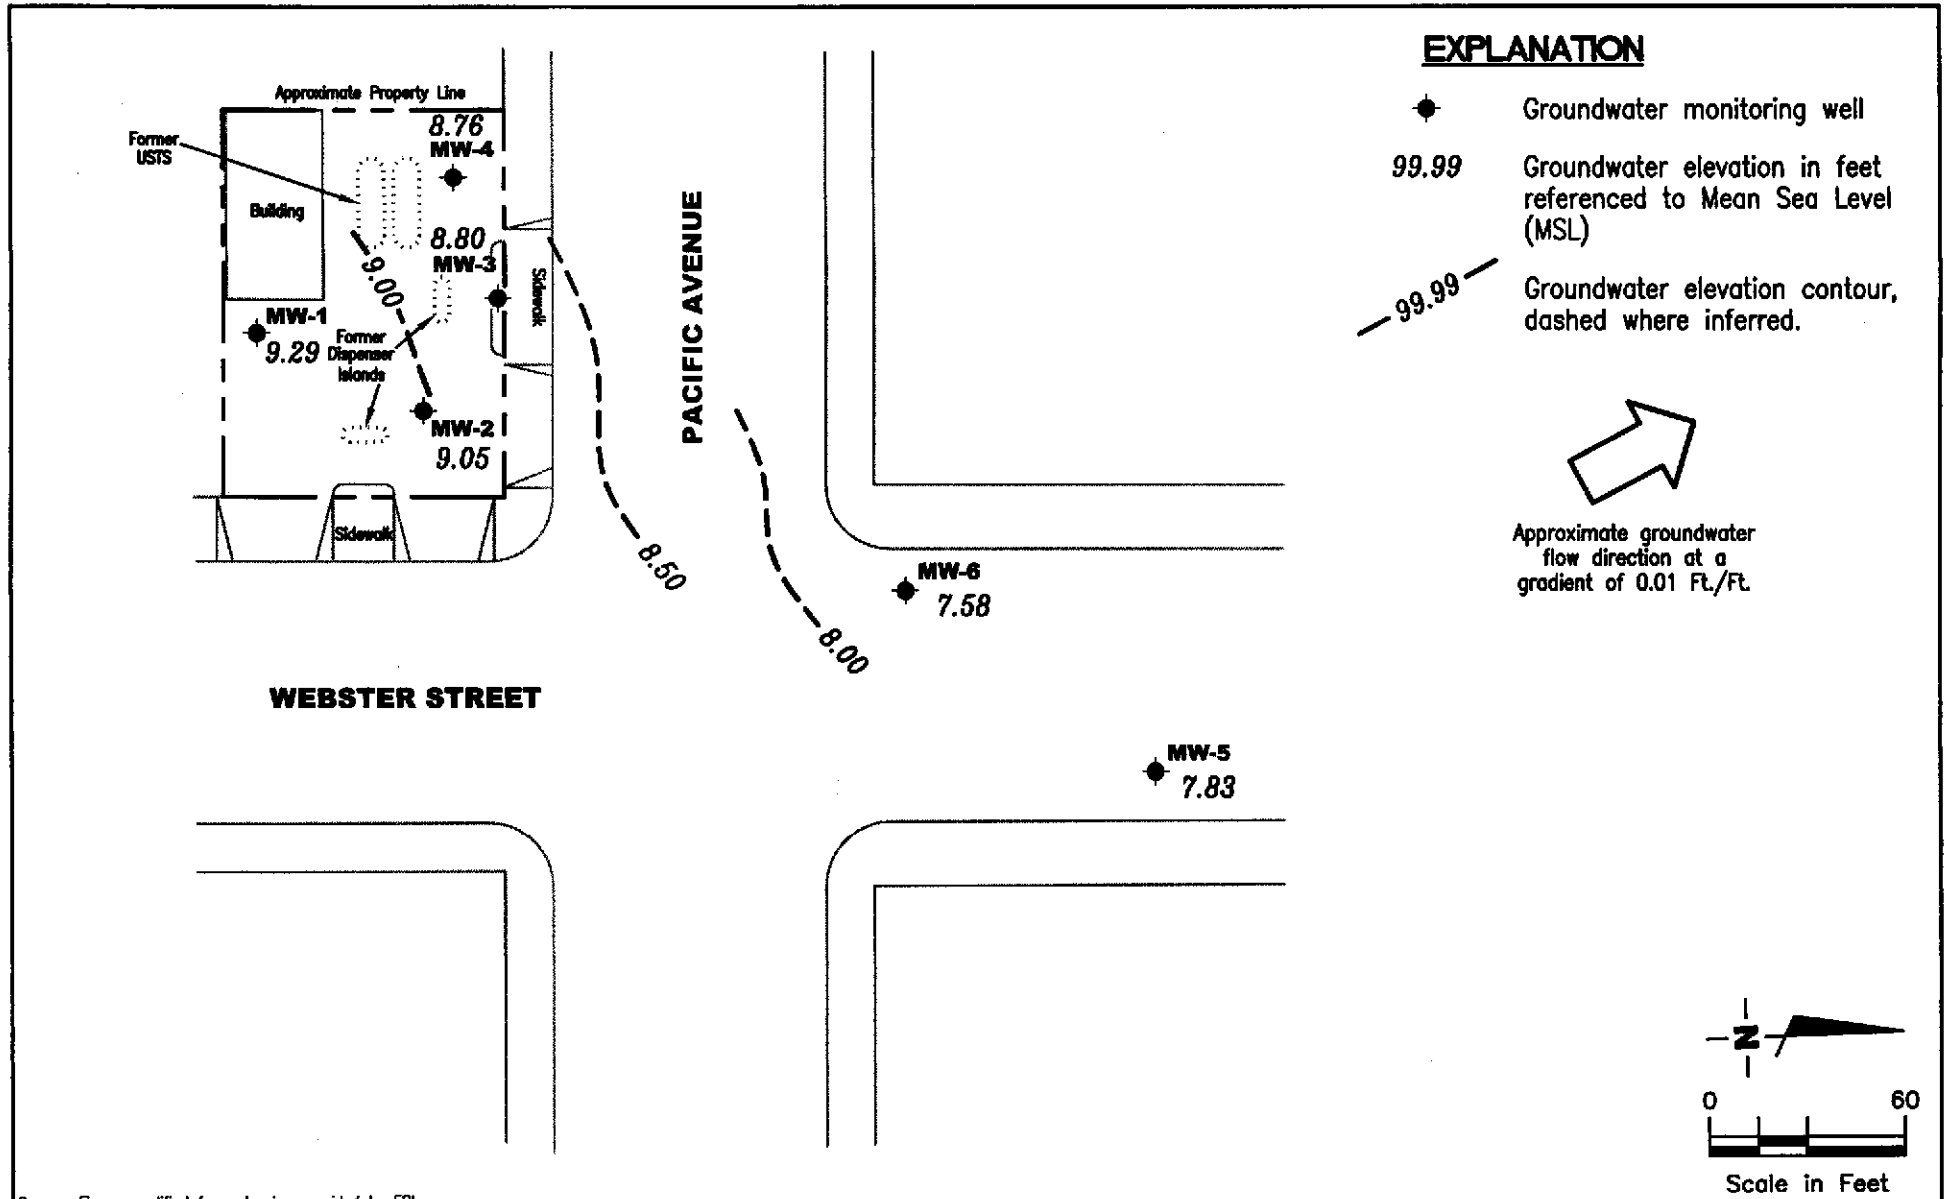 EXPLANATION
Groundwater monitoring well
99.99
Groundwater elevation in feet
referenced to Mean Sea Level
(MSL)
99.99
Groundwater elevation contour,
dashed where inferred.
Approximate groundwater
flow direction at a
gradient of 0.01 Ft./Ft.
Approximate Property Line
Former
USTS
Building
8.76
MW-4
8.80
MW-3
9.00
MW-1
9.29
Former
Dispenser
Islands
MW-2
9.05
Sidewalk
Sidewalk
PACIFIC AVENUE
8.50
8.00
MW-6
7.58
WEBSTER STREET
MW-5
7.83
N
0 60
Scale in Feet